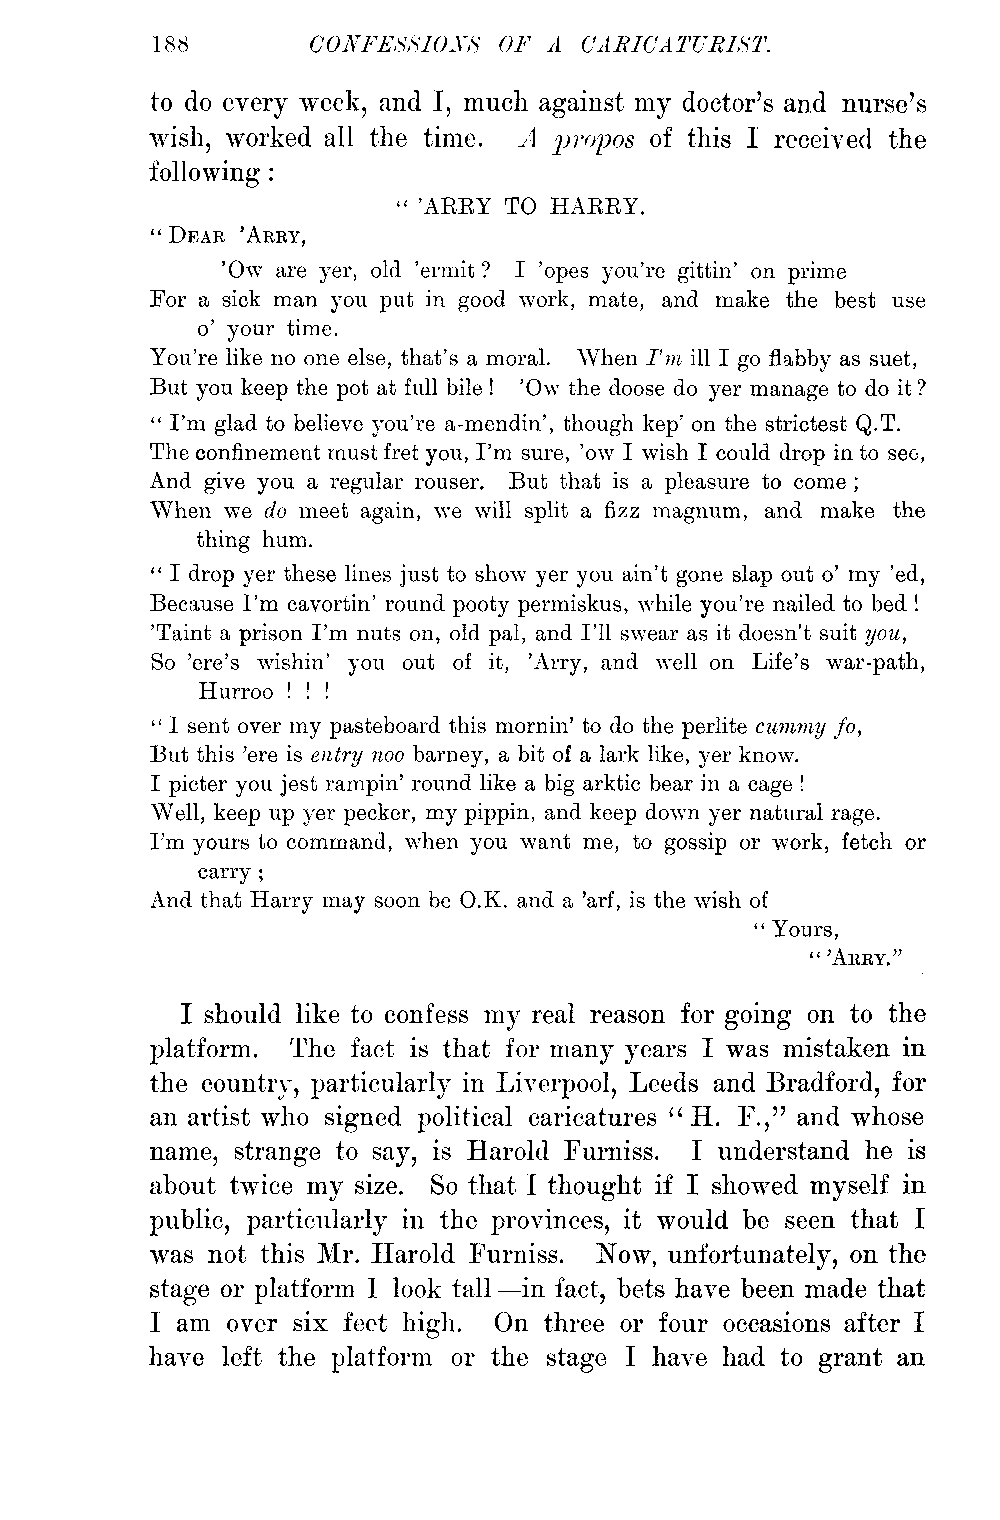 188 CONFESSIONS OF A CARICATURIST.
to do every week, and I, much against my doctor's and nurse's
wish, worked all the time. A propos of this I received the
following :
" 'ARRY TO HARRY.
" DEAR 'ARRY,
'Ow are yer, old 'ermit ? I 'opes you're gittin' on prime
For a sick man you put in good work, mate, and make the best use
o' your time.
You're like no one else, that's a moral. When I'm ill I go flabby as suet,
But you keep the pot at full bile ! 'Ow the doose do yer manage to do it ?
" I'm glad to believe you're a-mendin', though kep' on the strictest Q.T.
The confinement must fret you, I'm sure, 'ow I wish I could drop in to see,
And give you a regular rouser. But that is a pleasure to come ;
When we do meet again, we will split a fizz magnum, and make the
thing hum.
" I drop yer these lines just to show yer you ain't gone slap out o' my 'ed,
Because I'm cavortin' round pooty permiskus, while you're nailed to bed !
'Taint a prison I'm nuts on, old pal, and I'll swear as it doesn't suit you,
So 'ere's wishin' you out of it, 'Arry, and well on Life's war-path,
Hurroo ! ! !
" I sent over my pasteboard this mornin' to do the perlite cummy fo,
But this 'ere is entry noo barney, a bit of a lark like, yer know.
I picter you jest rampin' round like a big arktic bear in a cage !
Well, keep up yer pecker, my pippin, and keep down yer natural rage.
I'm yours to command, when you want me, to gossip or work, fetch or
carry ;
And that Harry may soon be O.K. and a 'arf, is the wish of
" Yours,
" 'ARRY."
I should like to confess my real reason for going on to the
platform. The fact is that for many years I was mistaken in
the country, particularly in Liverpool, Leeds and Bradford, for
an artist who signed political caricatures " H. F.," and whose
name, strange to say, is Harold Furniss. I understand he is
about twice my size. So that I thought if I showed myself in
public, particularly in the provinces, it would be seen that I
was not this Mr. Harold Furniss. Now, unfortunately, on the
stage or platform I look tall—in fact, bets have been made that
I am over six feet high. On three or four occasions after I
have left the platform or the stage I have had to grant an